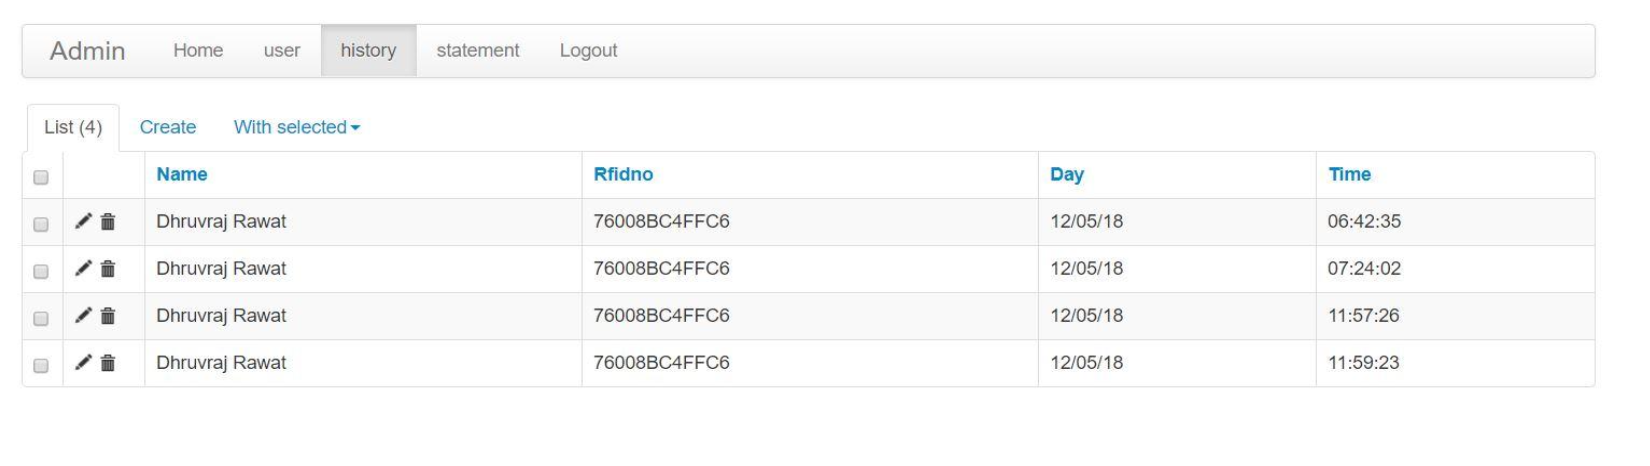 Admin Home user history statement Logout
List (4) Create With selected
Name Rfidno Day Time
Dhruvraj Rawat 76008BC4FFC6 12/05/18 06:42:35
Dhruvraj Rawat 76008BC4FFC6 12/05/18 07:24:02
Dhruvraj Rawat 76008BC4FFC6 12/05/18 11:57:26
Dhruvraj Rawat 76008BC4FFC6 12/05/18 11:59:23